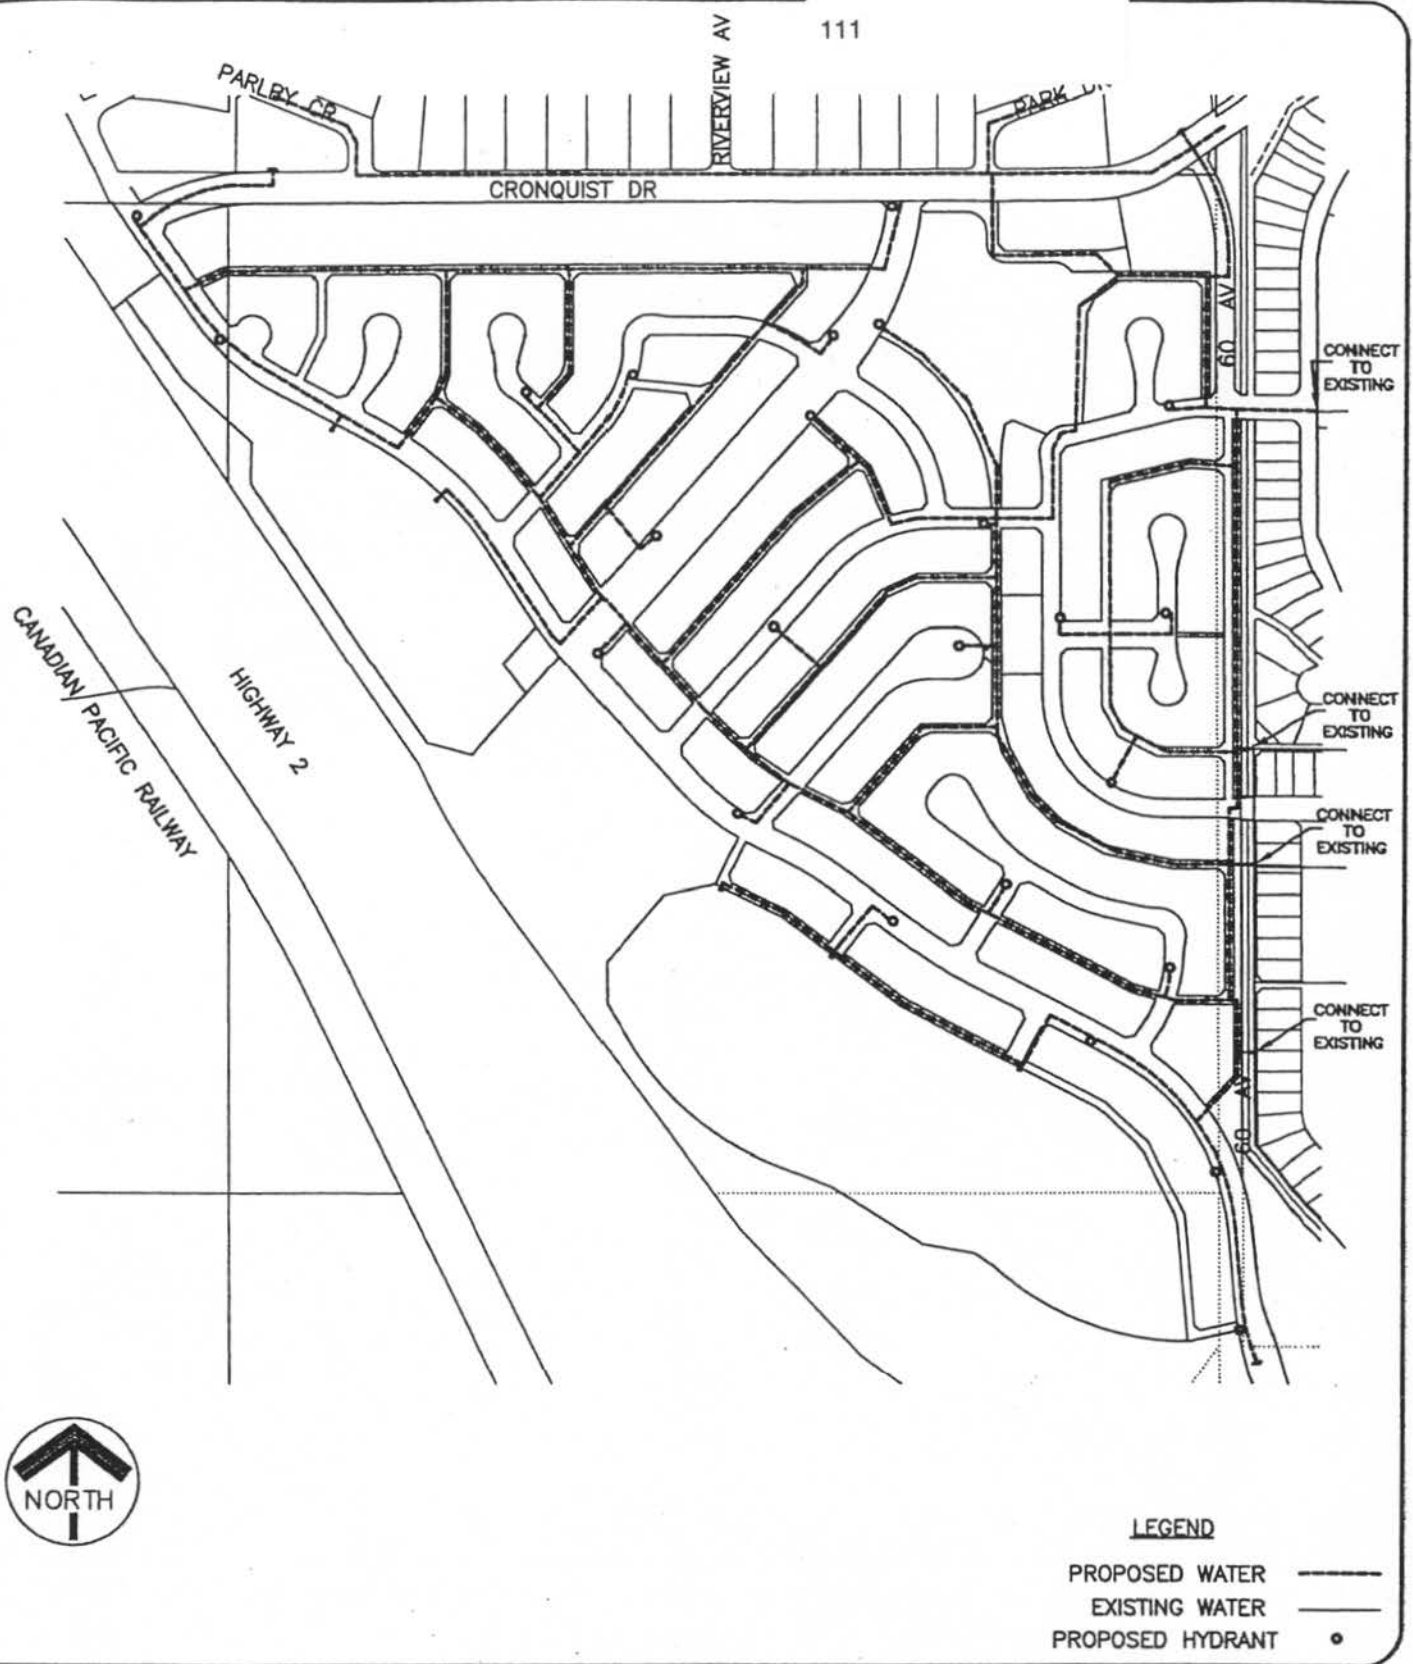 111
PARLBY CR
RIVERVIEW AV
PARK
CRONQUIST DR
60 AV
CONNECT
TO
EXISTING
CANADIAN PACIFIC RAILWAY
HIGHWAY 2
CONNECT
TO
EXISTING
CONNECT
TO
EXISTING
CONNECT
TO
EXISTING
60 AV
NORTH
LEGEND
PROPOSED WATER
EXISTING WATER
PROPOSED HYDRANT